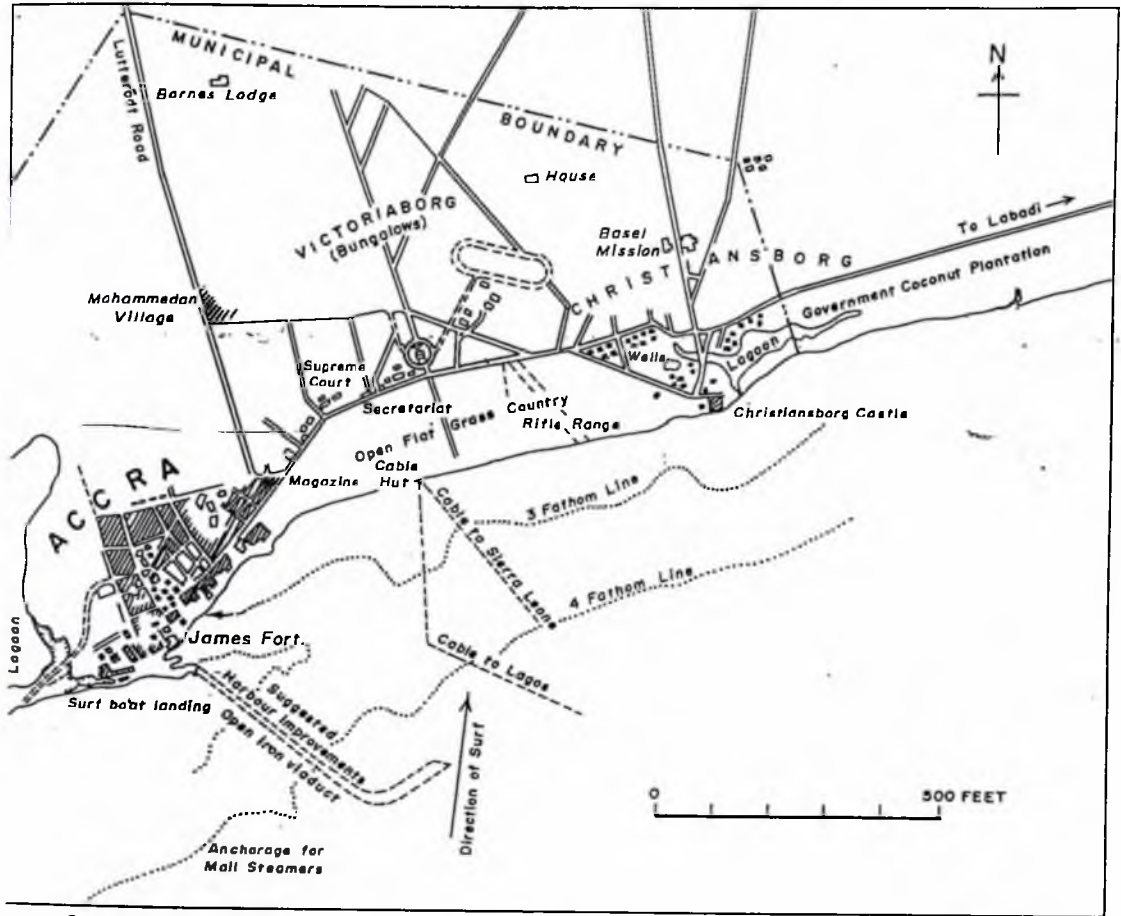 MUNICIPAL
BOUNDARY
N
Lutterodt Road
Barnes Lodge
House
VICTORIABORG
(Bungalows)
Basel
Mission
To Labadi
CHRIST ANSBORG
Government Coconut Plantation
Mohammedan
Village
Supreme
Court
Wells
Lagoon
Secretariat
Country
Rifle Range
Christiansborg Castle
Open Flat Grass
Cable
Hut
Magazine
ACCRA
3 Fathom Line
Cable to Sierra Leone
4 Fathom Line
James Fort.
Cable to Lagos
Lagoon
Surf boat landing
Suggested
Harbour Improvements
Open Iron viaduct
Direction of Surf
0 500 FEET
Anchorage for
Mail Steamers